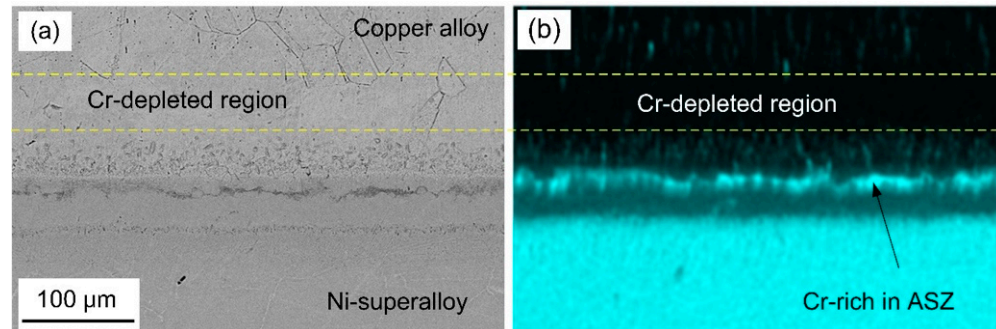 (a)
Copper alloy
Cr-depleted region
100 µm
Ni-superalloy
(b)
Cr-depleted region
Cr-rich in ASZ